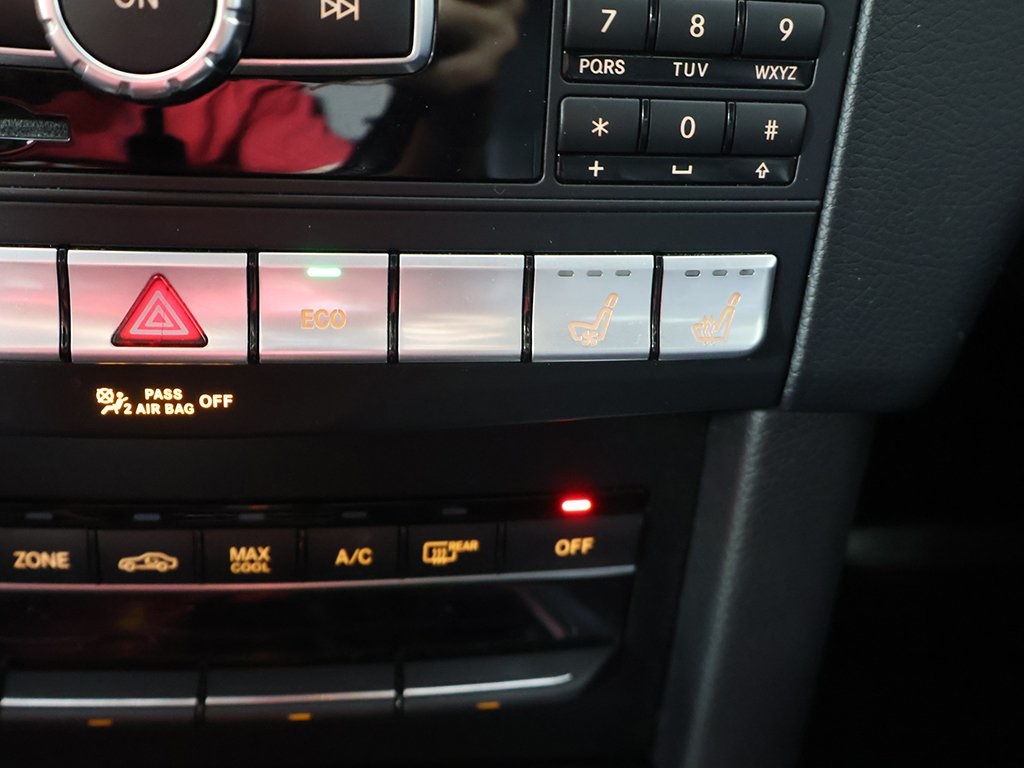 ON
7 8 9
PQRS TUV WXYZ
* 0 #
+
ECO
PASS
2 AIR BAG OFF
ZONE MAX
COOL A/C REAR OFF